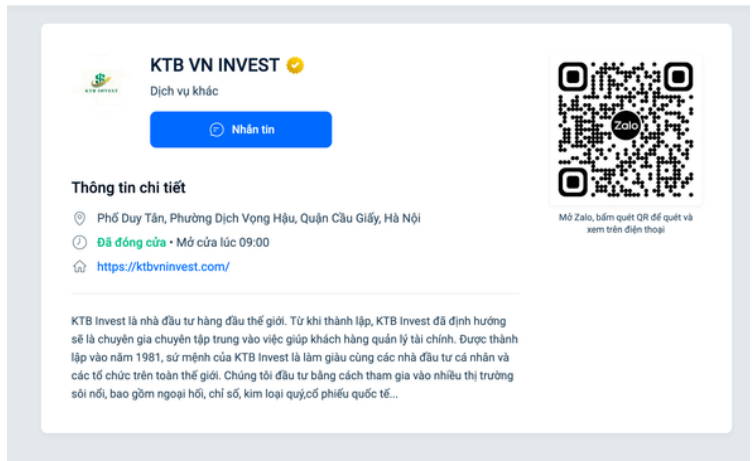 KTB VN INVEST
KTB INVEST
Dịch vụ khác
Nhắn tin
Zalo
Thông tin chi tiết
Phố Duy Tân, Phường Dịch Vọng Hậu, Quận Cầu Giấy, Hà Nội
Đã đóng cửa • Mở cửa lúc 09:00
https://ktbvninvest.com/
Mở Zalo, bấm quét QR để quét và
xem trên điện thoại
KTB Invest là nhà đầu tư hàng đầu thế giới. Từ khi thành lập, KTB Invest đã định hướng
sẽ là chuyên gia chuyên tập trung vào việc giúp khách hàng quản lý tài chính. Được thành
lập vào năm 1981, sứ mệnh của KTB Invest là làm giàu cùng các nhà đầu tư cá nhân và
các tổ chức trên toàn thế giới. Chúng tôi đầu tư bằng cách tham gia vào nhiều thị trường
sôi nổi, bao gồm ngoại hối, chỉ số, kim loại quý,cổ phiếu quốc tế...